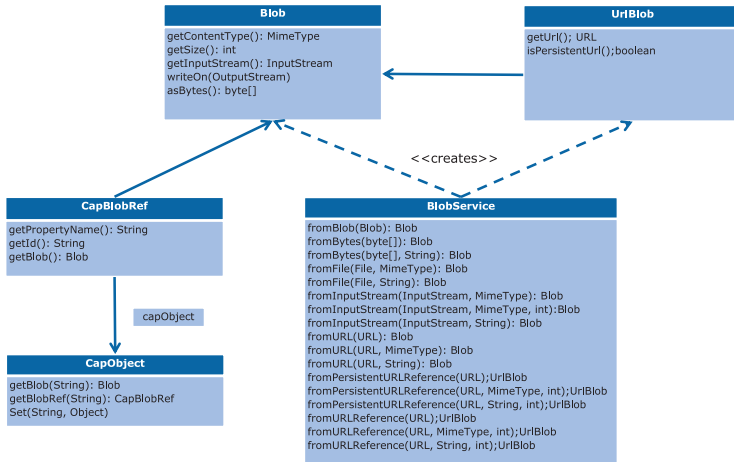 Blob
getContentType(): MimeType
getSize(): int
getInputStream(): InputStream
writeOn(OutputStream)
asBytes(): byte[]
UrlBlob
getUrl(); URL
isPersistentUrl();boolean
<<creates>>
CapBlobRef
getPropertyName(): String
getId(): String
getBlob(): Blob
capObject
CapObject
getBlob(String): Blob
getBlobRef(String): CapBlobRef
Set(String, Object)
BlobService
fromBlob(Blob): Blob
fromBytes(byte[]): Blob
fromBytes(byte[], String): Blob
fromFile(File, MimeType): Blob
fromFile(File, String): Blob
fromInputStream(InputStream, MimeType): Blob
fromInputStream(InputStream, MimeType, int):Blob
fromInputStream(InputStream, String): Blob
fromURL(URL): Blob
fromURL(URL, MimeType): Blob
fromURL(URL, String): Blob
fromPersistentURLReference(URL);UrlBlob
fromPersistentURLReference(URL, MimeType, int);UrlBlob
fromPersistentURLReference(URL, String, int);UrlBlob
fromURLReference(URL);UrlBlob
fromURLReference(URL, MimeType, int);UrlBlob
fromURLReference(URL, String, int);UrlBlob